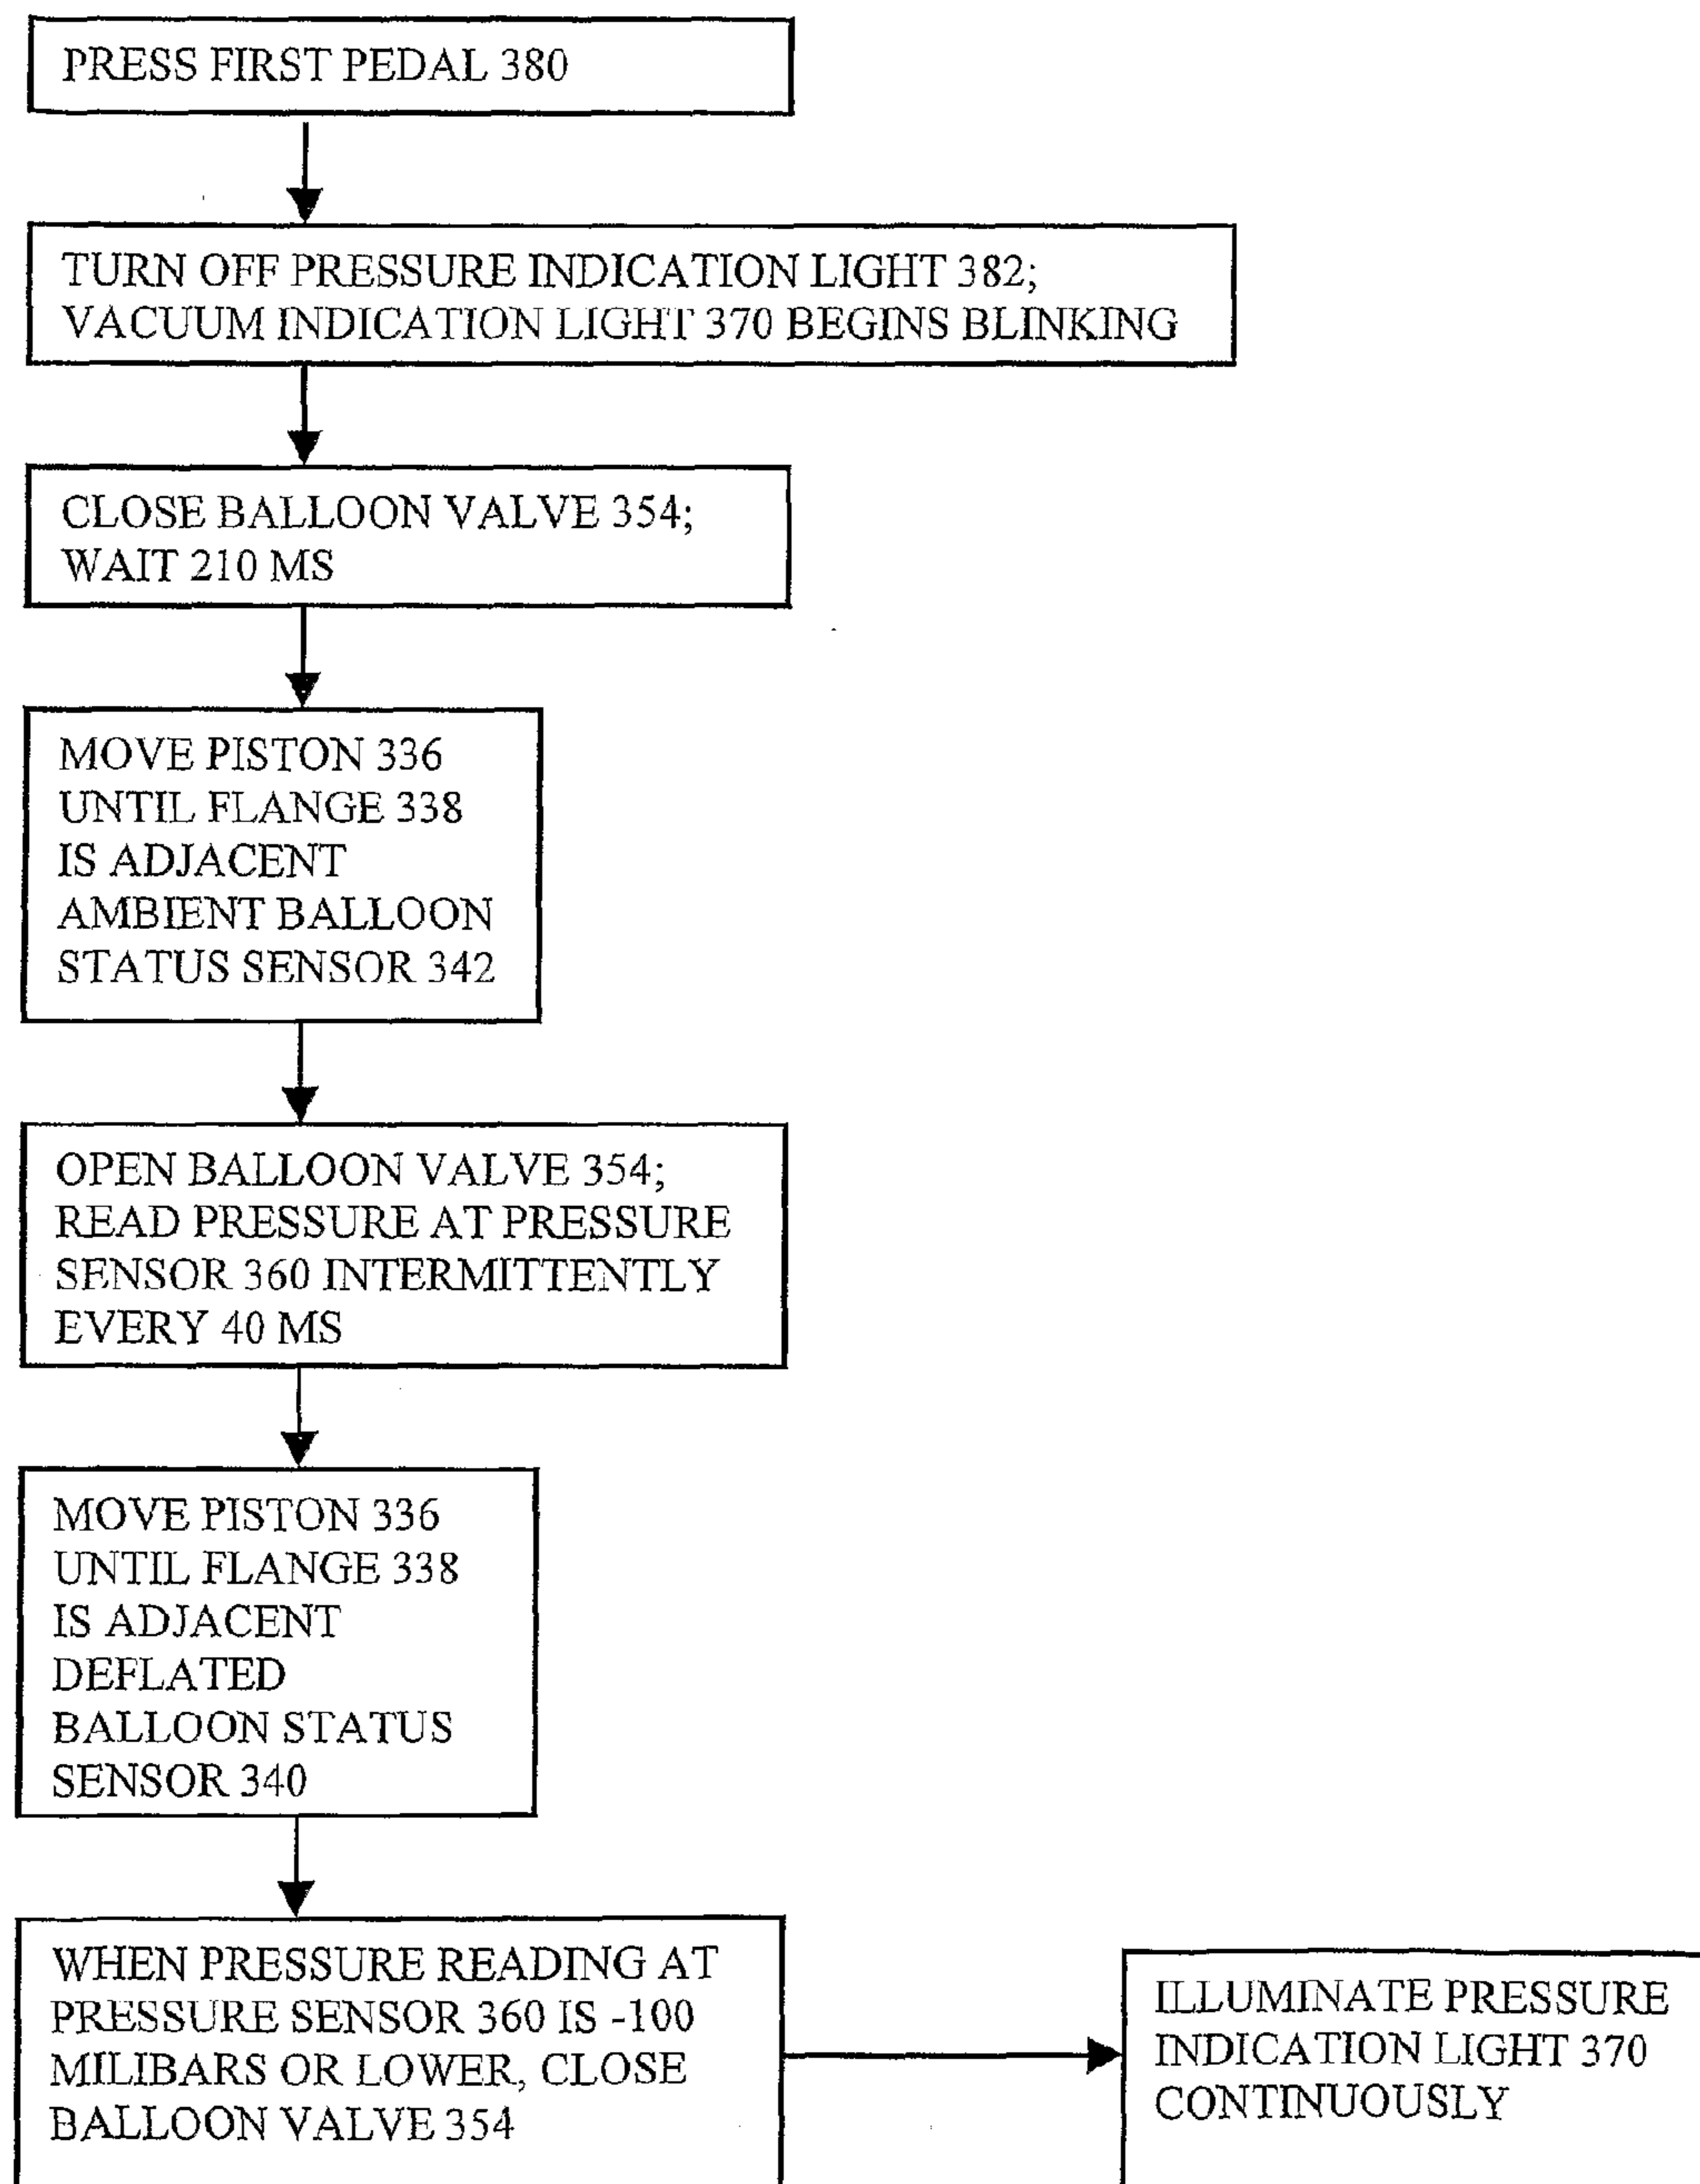 PRESS FIRST PEDAL 380
TURN OFF PRESSURE INDICATION LIGHT 382;
VACUUM INDICATION LIGHT 370 BEGINS BLINKING
CLOSE BALLOON VALVE 354;
WAIT 210 MS
MOVE PISTON 336
UNTIL FLANGE 338
IS ADJACENT
AMBIENT BALLOON
STATUS SENSOR 342
OPEN BALLOON VALVE 354;
READ PRESSURE AT PRESSURE
SENSOR 360 INTERMITTENTLY
EVERY 40 MS
MOVE PISTON 336
UNTIL FLANGE 338
IS ADJACENT
DEFLATED
BALLOON STATUS
SENSOR 340
WHEN PRESSURE READING AT
PRESSURE SENSOR 360 IS -100
MILIBARS OR LOWER, CLOSE
BALLOON VALVE 354
ILLUMINATE PRESSURE
INDICATION LIGHT 370
CONTINUOUSLY